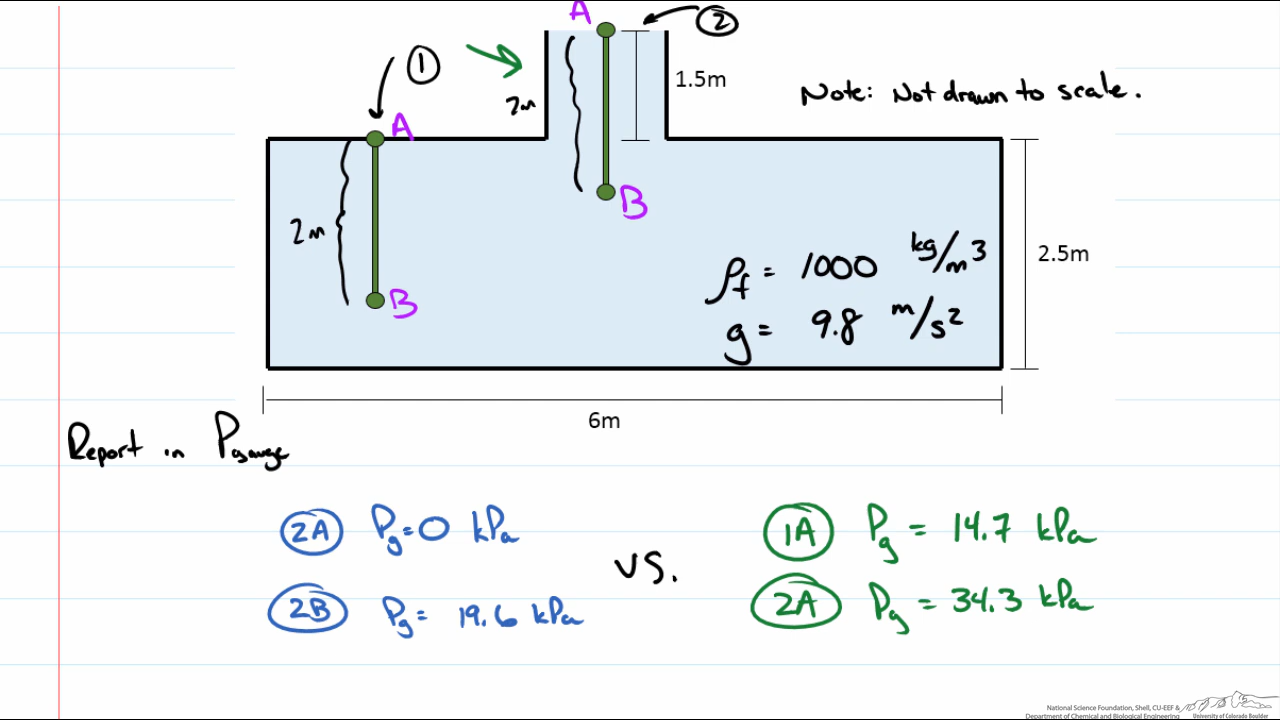 A
2
1
1.5m
2m
Note: Not drawn to scale.
A
B
2m
B
ρf = 1000 kg/m3
2.5m
g = 9.8 m/s2
6m
Report in Pgauge
2A Pg=0 kPa
1A Pg = 14.7 kPa
vs.
2B Pg= 19.6 kPa
2A Pg = 34.3 kPa
National Science Foundation, Shell, CU-EEF &
Department of Chemical and Biological Engineering
University of Colorado Boulder